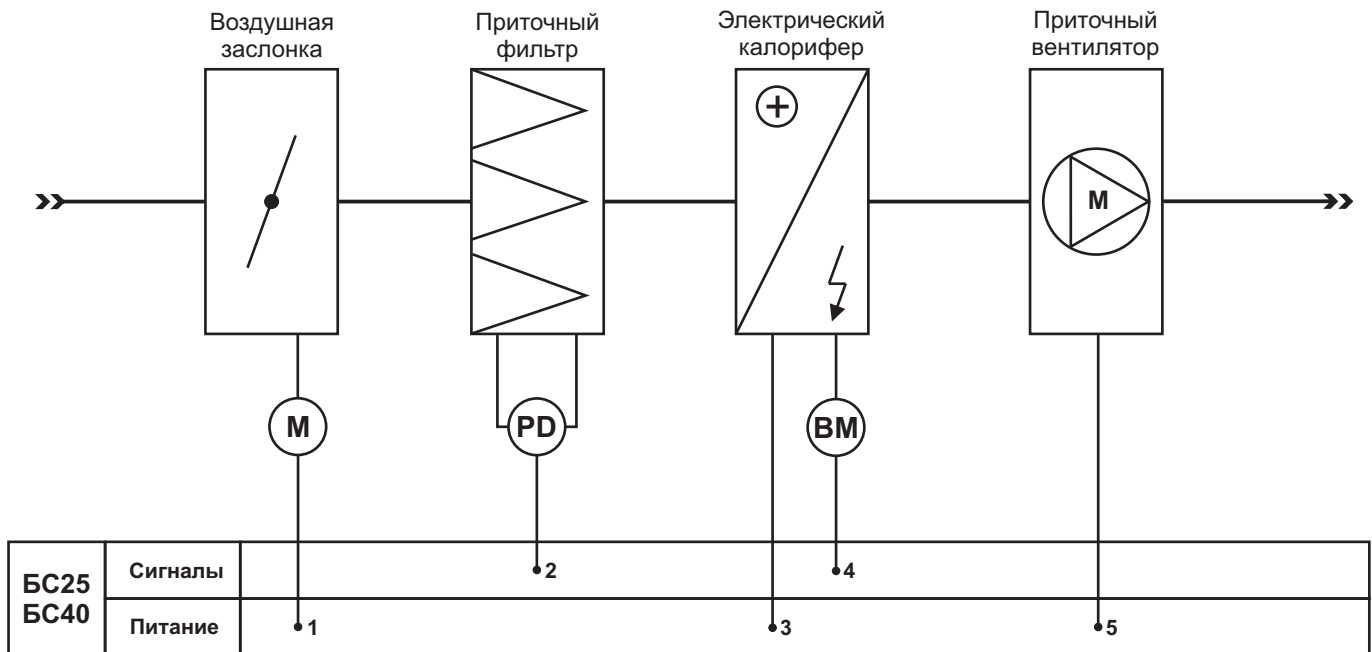 Воздушная
заслонка
Приточный
фильтр
Электрический
калорифер
Приточный
вентилятор
M
M
PD
BM
БС25
БС40
Сигналы
2
4
Питание
1
3
5